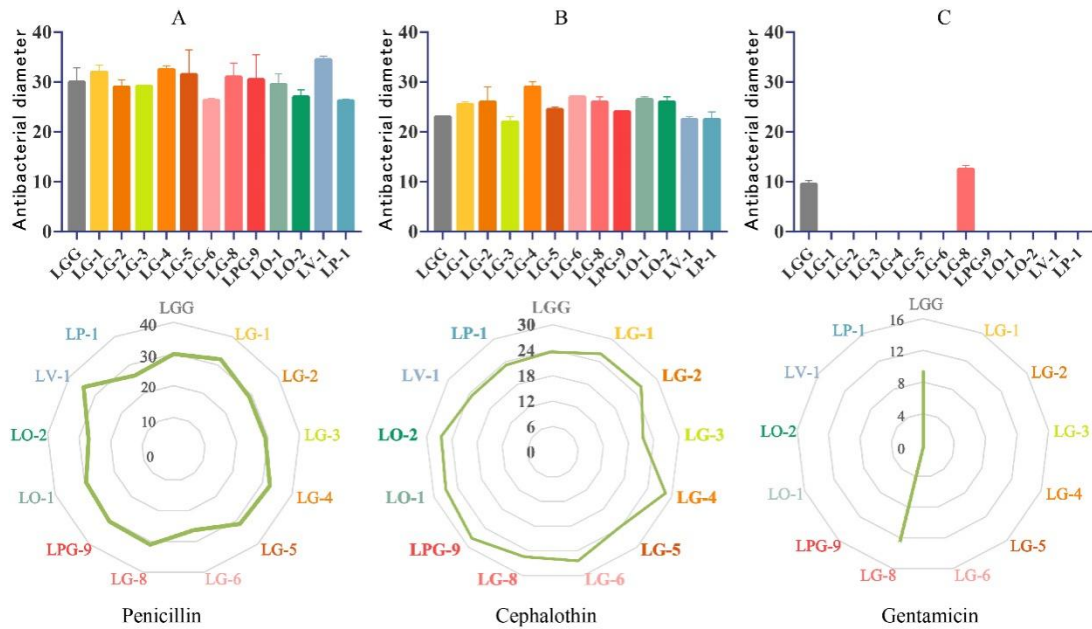 A
Antibacterial diameter
40
30
20
10
0
LGG
LG-1
LG-2
LG-3
LG-4
LG-5
LG-6
LG-8
LPG-9
LO-1
LO-2
LV-1
LP-1
B
Antibacterial diameter
40
30
20
10
0
LGG
LG-1
LG-2
LG-3
LG-4
LG-5
LG-6
LG-8
LPG-9
LO-1
LO-2
LV-1
LP-1
C
Antibacterial diameter
40
30
20
10
0
LGG
LG-1
LG-2
LG-3
LG-4
LG-5
LG-6
LG-8
LPG-9
LO-1
LO-2
LV-1
LP-1
LGG
LG-1
LG-2
LG-3
LG-4
LG-5
LG-6
LG-8
LPG-9
LO-1
LO-2
LV-1
LP-1
40
30
20
10
0
Penicillin
LGG
LG-1
LG-2
LG-3
LG-4
LG-5
LG-6
LG-8
LPG-9
LO-1
LO-2
LV-1
LP-1
30
24
18
12
6
0
Cephalothin
LGG
LG-1
LG-2
LG-3
LG-4
LG-5
LG-6
LG-8
LPG-9
LO-1
LO-2
LV-1
LP-1
16
12
8
4
0
Gentamicin